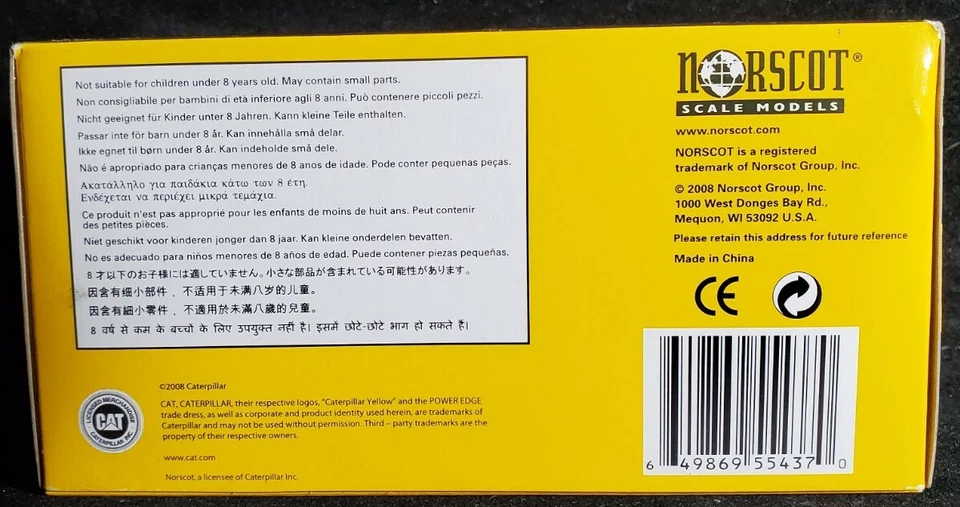 Not suitable for children under 8 years old. May contain small parts.
Non consigliabile per bambini di età inferiore agli 8 anni. Può contenere piccoli pezzi.
Nicht geeignet für Kinder unter 8 Jahren. Kann kleine Teile enthalten.
Passar inte för barn under 8 år. Kan innehålla små delar.
Ikke egnet til børn under 8 år. Kan indeholde små dele.
Não é apropriado para crianças menores de 8 anos de idade. Pode conter pequenas peças.
Ακατάλληλο για παιδάκια κάτω των 8 έτη.
Ενδέχεται να περιέχει μικρά τεμάχια.
Ce produit n'est pas approprié pour les enfants de moins de huit ans. Peut contenir
des petites pièces.
Niet geschikt voor kinderen jonger dan 8 jaar. Kan kleine onderdelen bevatten.
No es adecuado para niños menores de 8 años de edad. Puede contener piezas pequeñas.
8 才以下のお子様には適していません。小さな部品が含まれている可能性があります。
因含有细小部件﹐不适用于未满八岁的儿童。
因含有細小零件﹐不適用於未滿八歲的兒童。
8 वर्ष से कम के बच्चों के लिए उपयुक्त नहीं है। इसमें छोटे-छोटे भाग हो सकते हैं।
NORSCOT®
SCALE MODELS
www.norscot.com
NORSCOT is a registered
trademark of Norscot Group, Inc.
© 2008 Norscot Group, Inc.
1000 West Donges Bay Rd.,
Mequon, WI 53092 U.S.A.
Please retain this address for future reference
Made in China
CE
LICENSED MERCHANDISE
CAT
CATERPILLAR INC.
©2008 Caterpillar
CAT, CATERPILLAR, their respective logos, "Caterpillar Yellow" and the POWER EDGE
trade dress, as well as corporate and product identity used herein, are trademarks of
Caterpillar and may not be used without permission. Third – party trademarks are the
property of their respective owners.
www.cat.com
Norscot, a licensee of Caterpillar Inc.
6 49869 55437 0